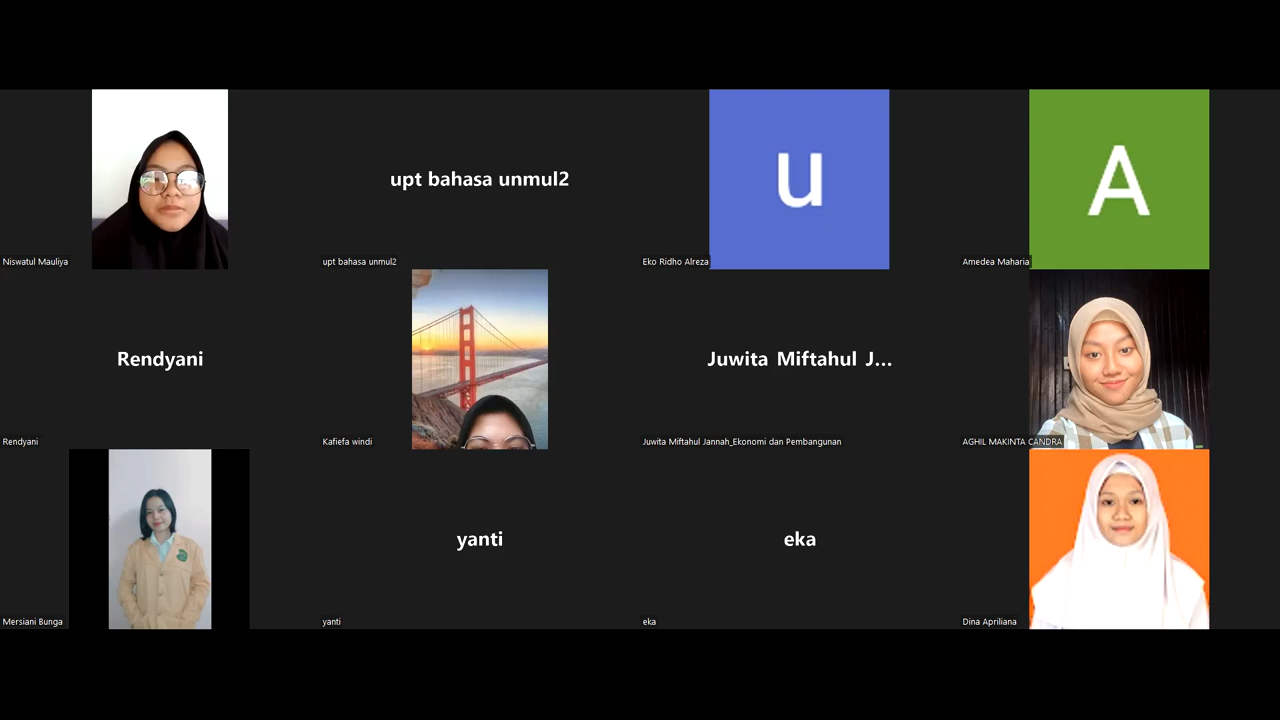 Niswatul Mauliya
upt bahasa unmul2
upt bahasa unmul2
u
Eko Ridho Alreza
A
Amedea Maharia
Rendyani
Rendyani
Kafiefa windi
Juwita Miftahul J...
Juwita Miftahul Jannah_Ekonomi dan Pembangunan
AGHIL MAKINTA CANDRA
Mersiani Bunga
yanti
yanti
eka
eka
Dina Apriliana